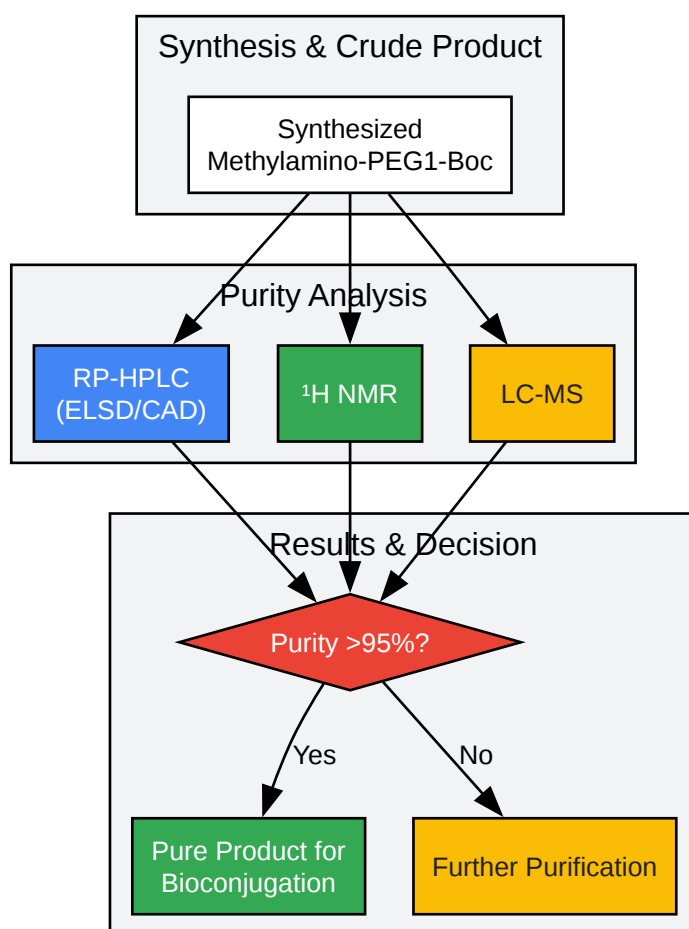 Synthesis & Crude Product
Synthesized
Methylamino-PEG1-Boc
Purity Analysis
RP-HPLC
(ELSD/CAD)
¹H NMR
LC-MS
Results & Decision
Purity >95%?
Yes
No
Pure Product for
Bioconjugation
Further Purification